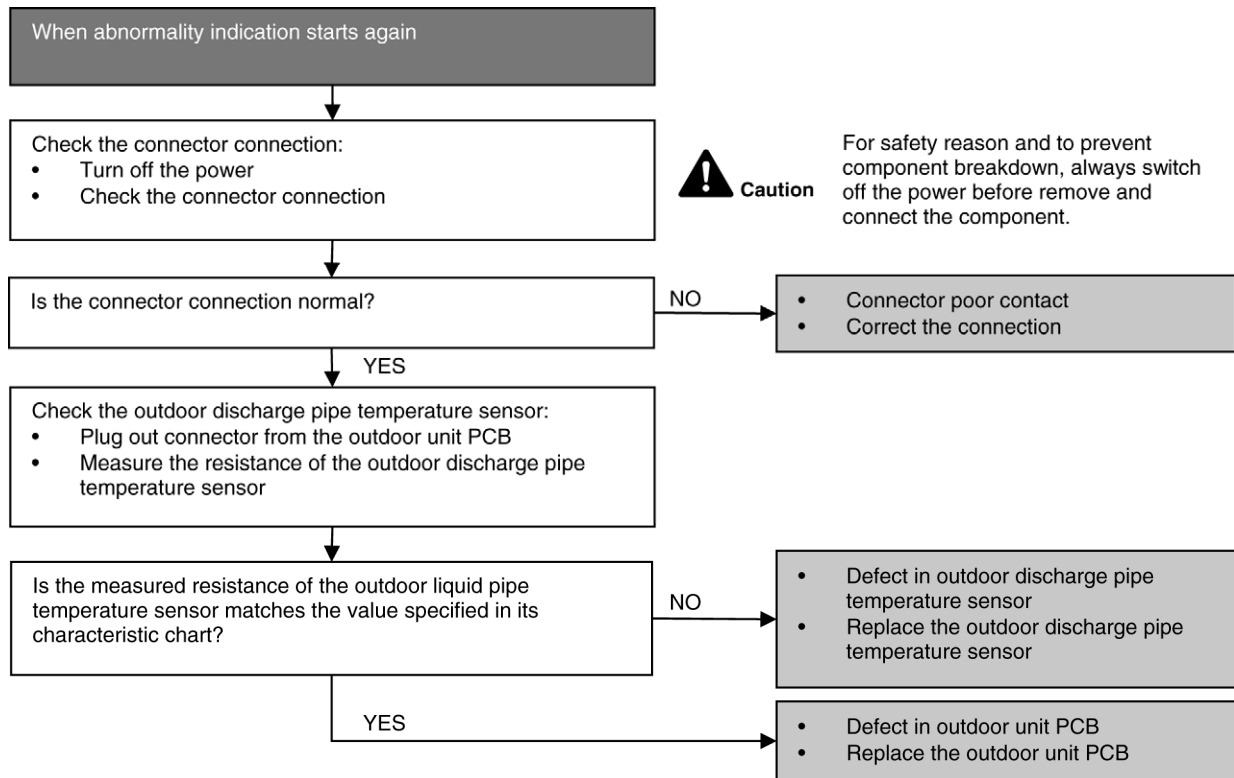 When abnormality indication starts again
Check the connector connection:
• Turn off the power
• Check the connector connection
Caution
For safety reason and to prevent
component breakdown, always switch
off the power before remove and
connect the component.
Is the connector connection normal?
NO
• Connector poor contact
• Correct the connection
YES
Check the outdoor discharge pipe temperature sensor:
• Plug out connector from the outdoor unit PCB
• Measure the resistance of the outdoor discharge pipe
temperature sensor
Is the measured resistance of the outdoor liquid pipe
temperature sensor matches the value specified in its
characteristic chart?
NO
• Defect in outdoor discharge pipe
temperature sensor
• Replace the outdoor discharge pipe
temperature sensor
YES
• Defect in outdoor unit PCB
• Replace the outdoor unit PCB